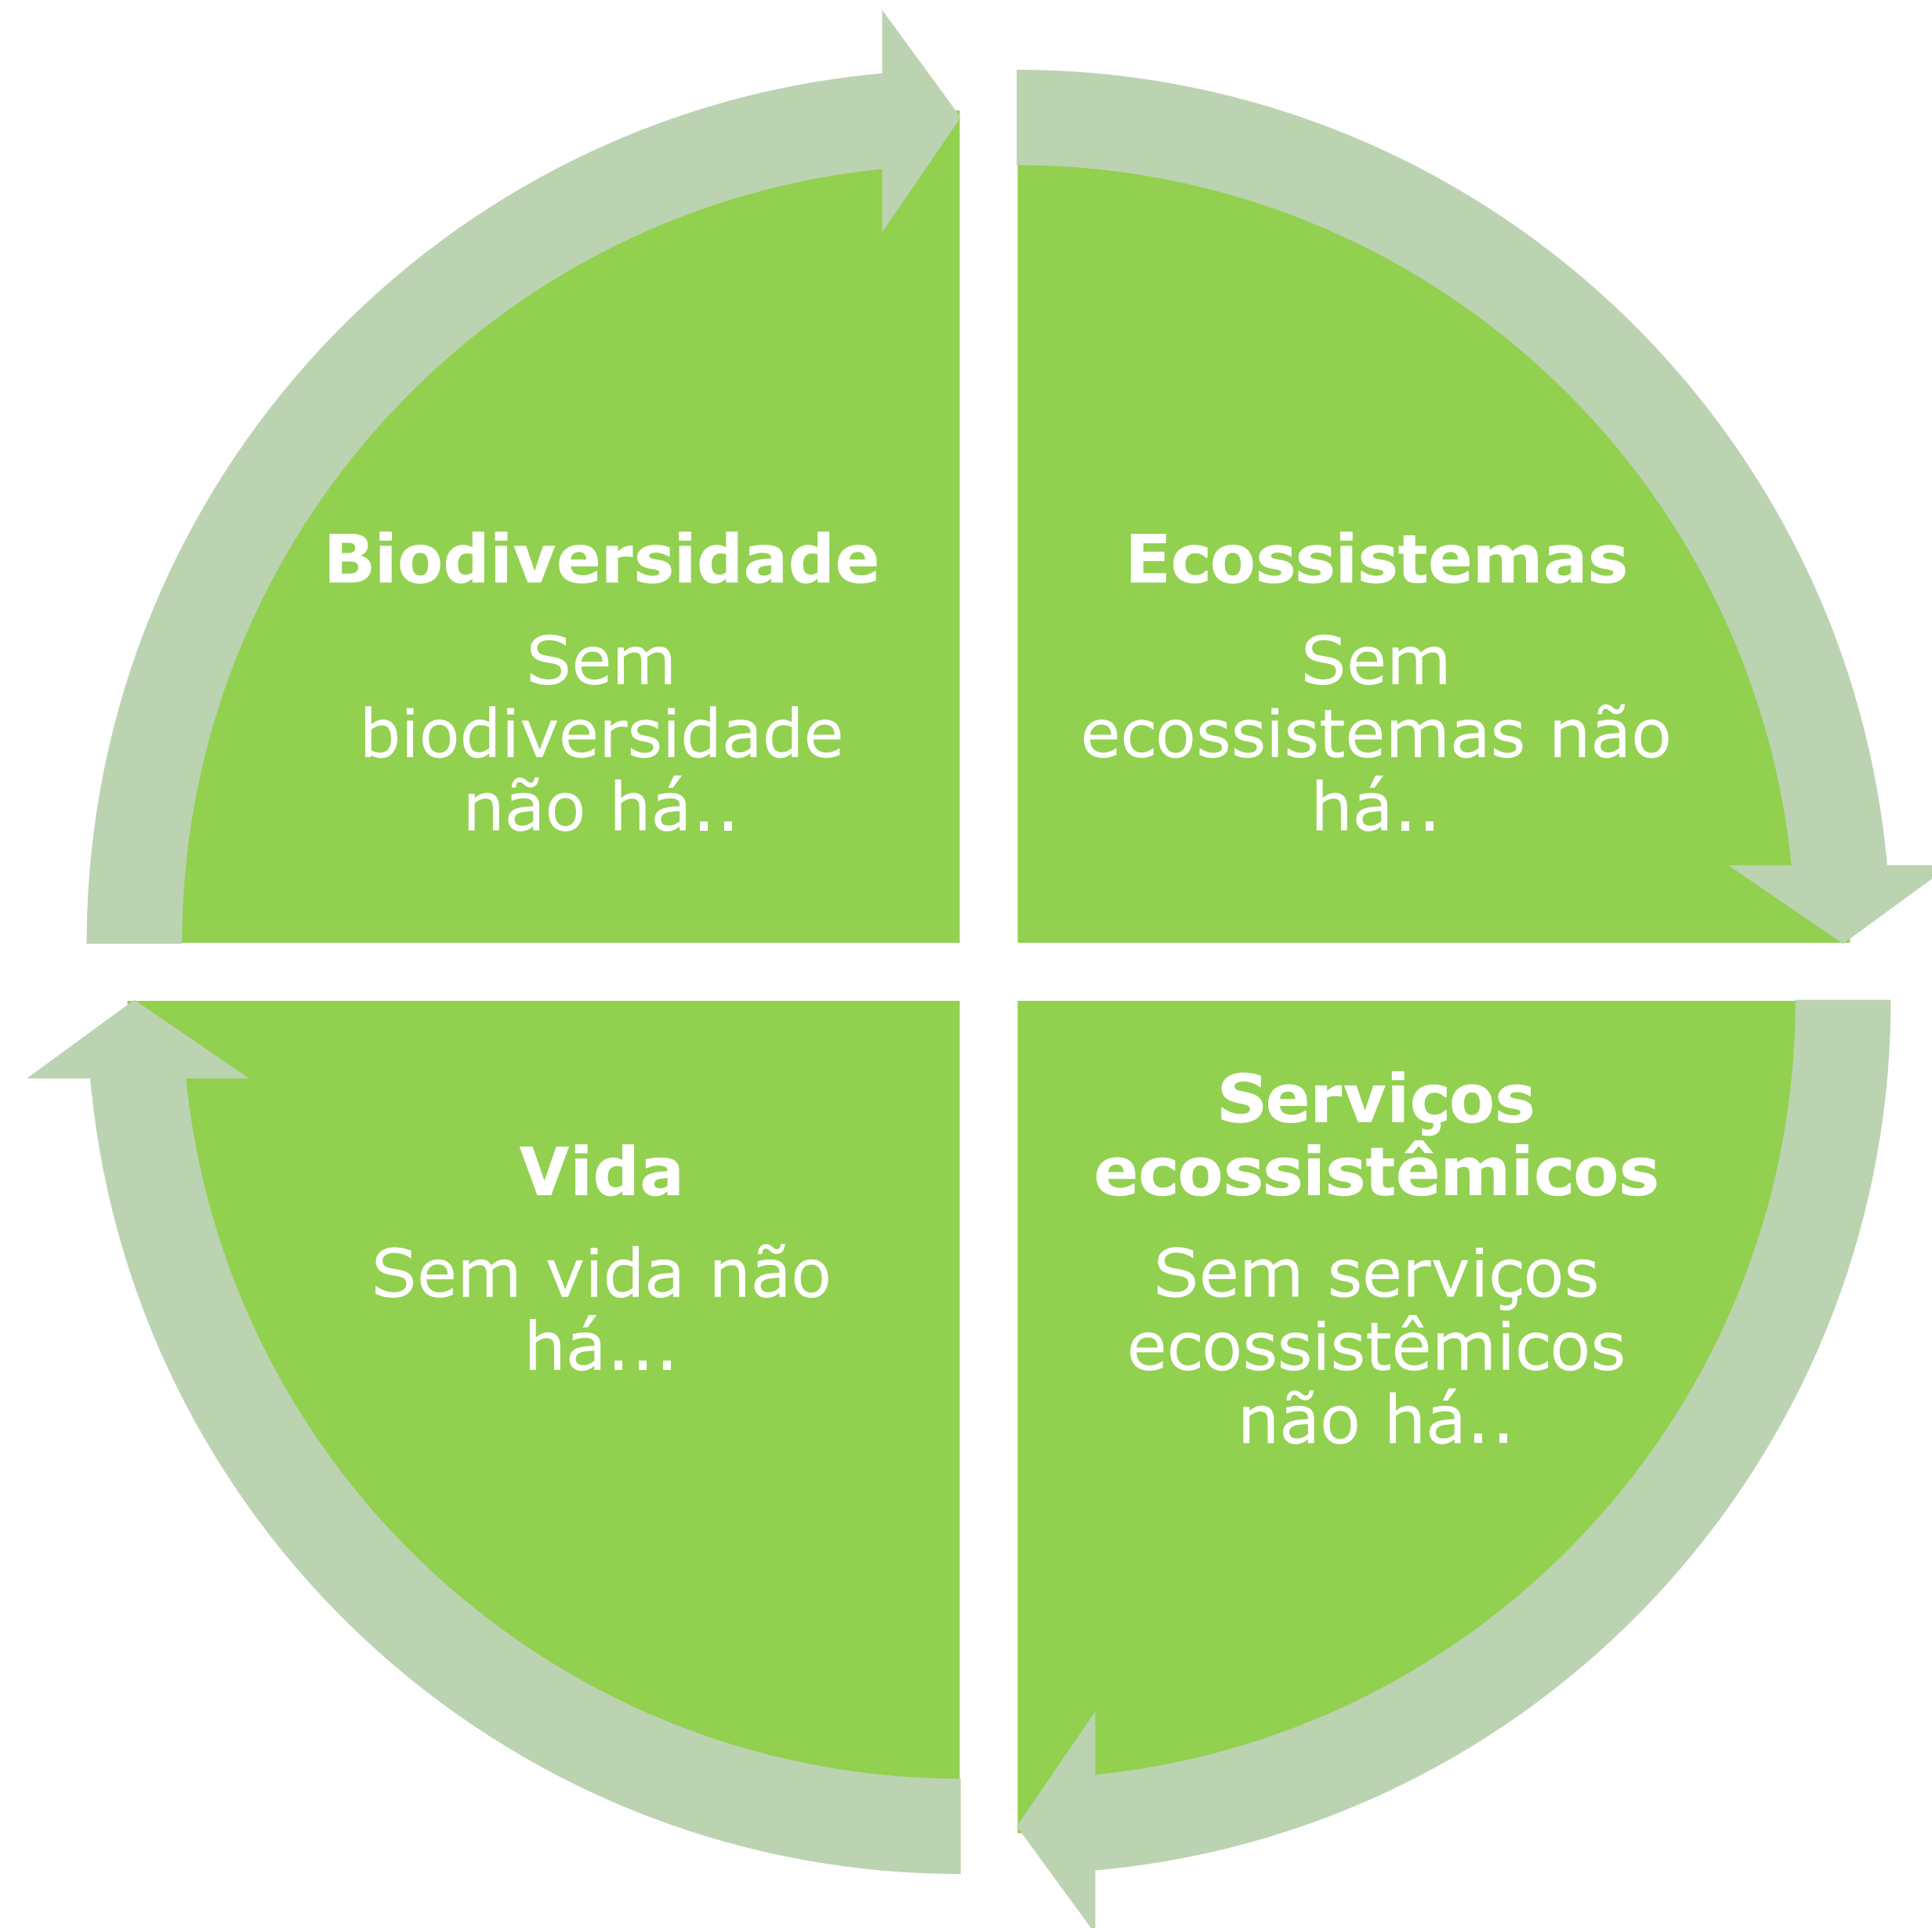 Biodiversidade
Sem
biodiversidade
não há..
Ecossistemas
Sem
ecossistemas não
há..
Serviços
ecossistêmicos
Sem serviços
ecossistêmicos
não há..
Vida
Sem vida não
há...